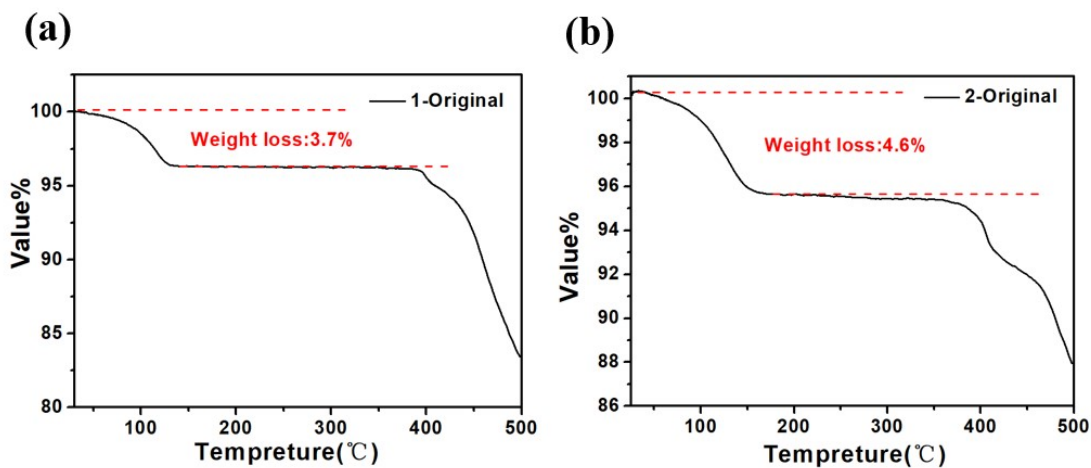 (a)
1-Original
Weight loss:3.7%
100
95
90
85
80
Value%
100
200
300
400
500
Tempreture(℃)
(b)
2-Original
Weight loss:4.6%
100
98
96
94
92
90
88
86
Value%
100
200
300
400
500
Tempreture(℃)